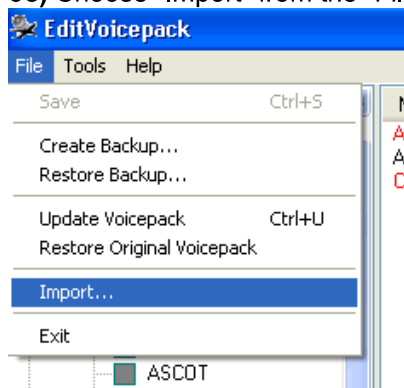 Choose "Import" from the
EditVoicepack
File Tools Help
Save Ctrl+S
Create Backup...
Restore Backup...
Update Voicepack Ctrl+U
Restore Original Voicepack
Import...
Exit
ASCOT